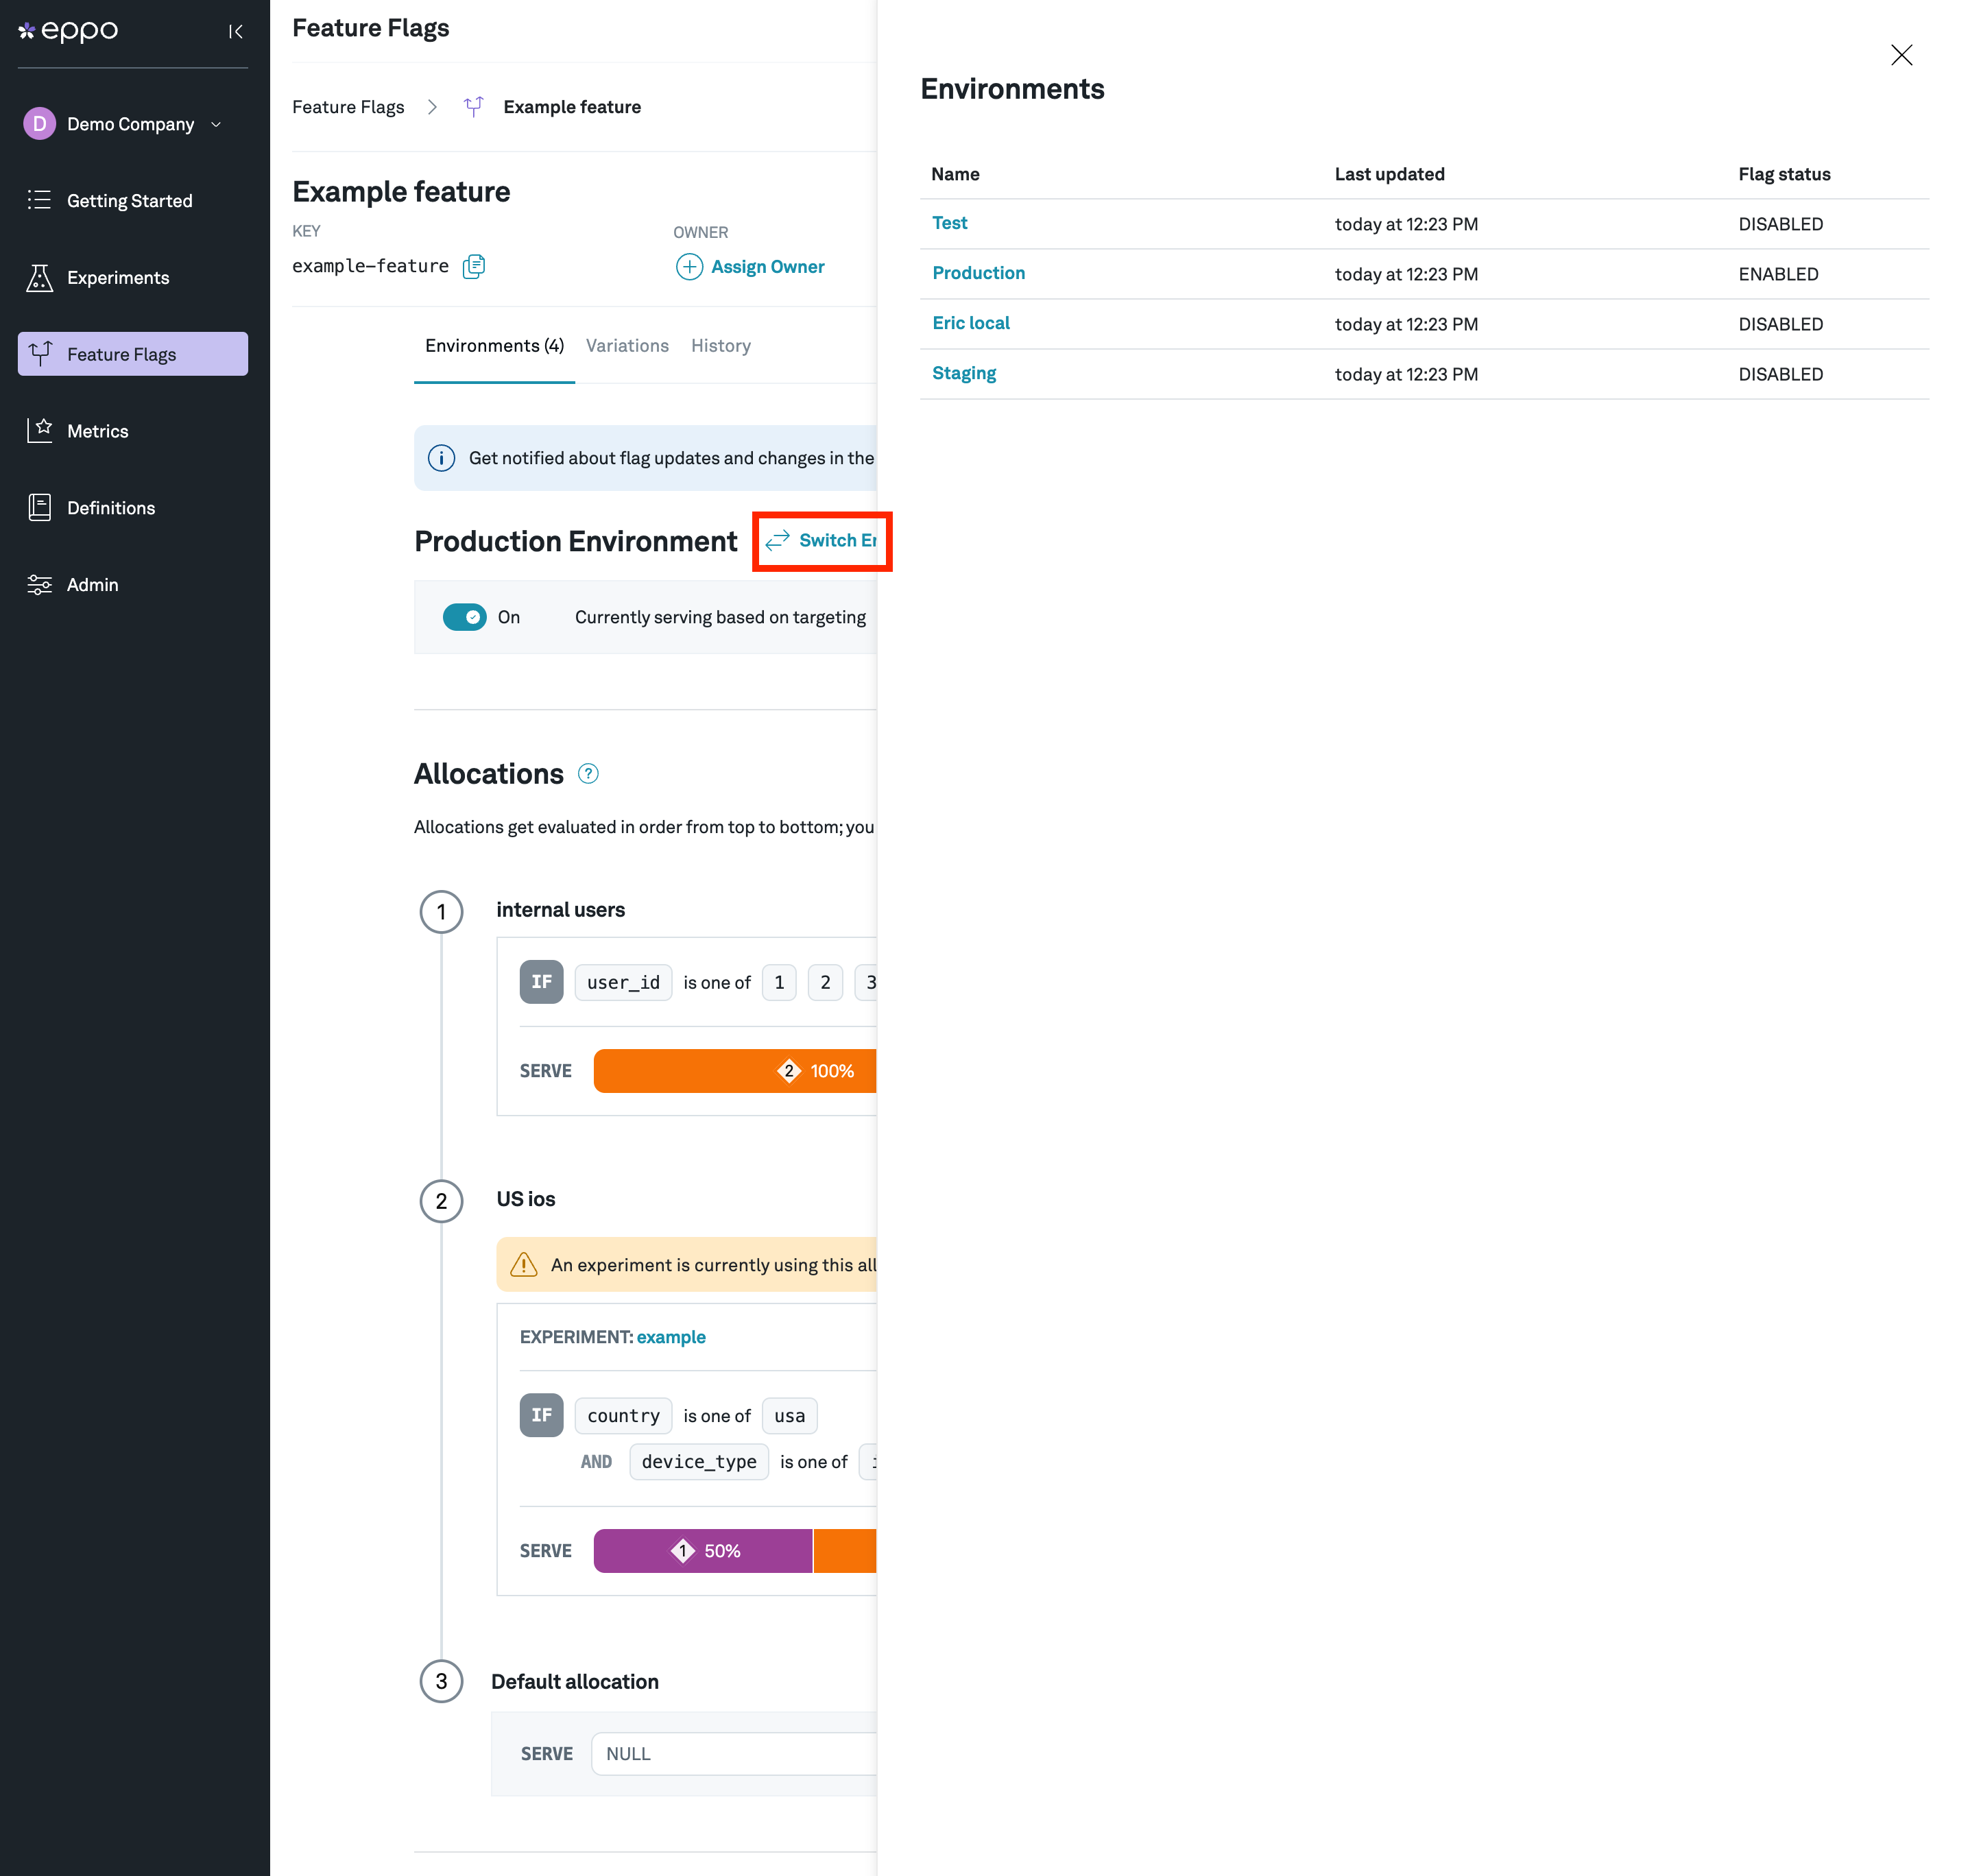 eppo
Demo Company
Getting Started
Experiments
Feature Flags
Metrics
Definitions
Admin
Feature Flags
Feature Flags
Example feature
Example feature
KEY
OWNER
example-feature
Assign Owner
Environments (4)
Variations
History
Get notified about flag updates and changes in the
Production Environment
Switch
On
Currently serving based on targeting
Allocations
Allocations get evaluated in order from top to bottom; you
1
internal users
IF user_id is one of 1 2 3
SERVE
2 100%
2
US ios
An experiment is currently using this
EXPERIMENT: example
IF country is one of usa
AND device_type is one of
SERVE
1 50%
3
Default allocation
SERVE
NULL
Environments
Name Last updated Flag status
Test today at 12:23 PM DISABLED
Production today at 12:23 PM ENABLED
Eric local today at 12:23 PM DISABLED
Staging today at 12:23 PM DISABLED